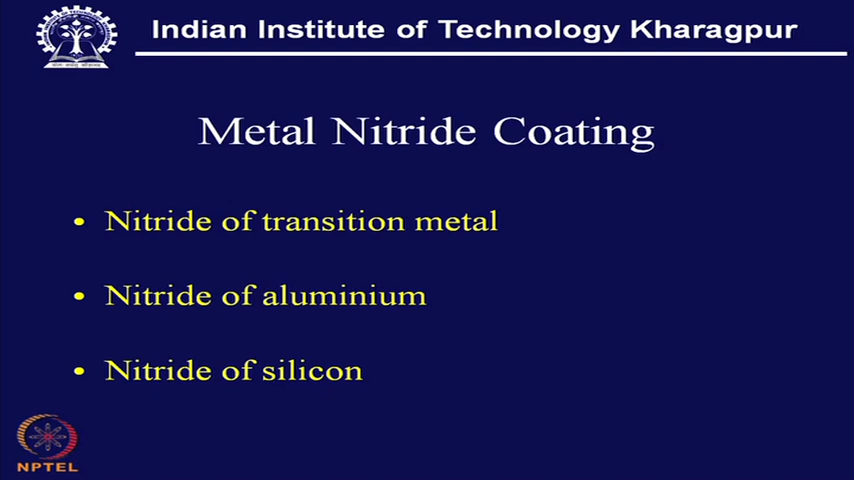 Indian Institute of Technology Kharagpur
Metal Nitride Coating
• Nitride of transition metal
• Nitride of aluminium
• Nitride of silicon
NPTEL